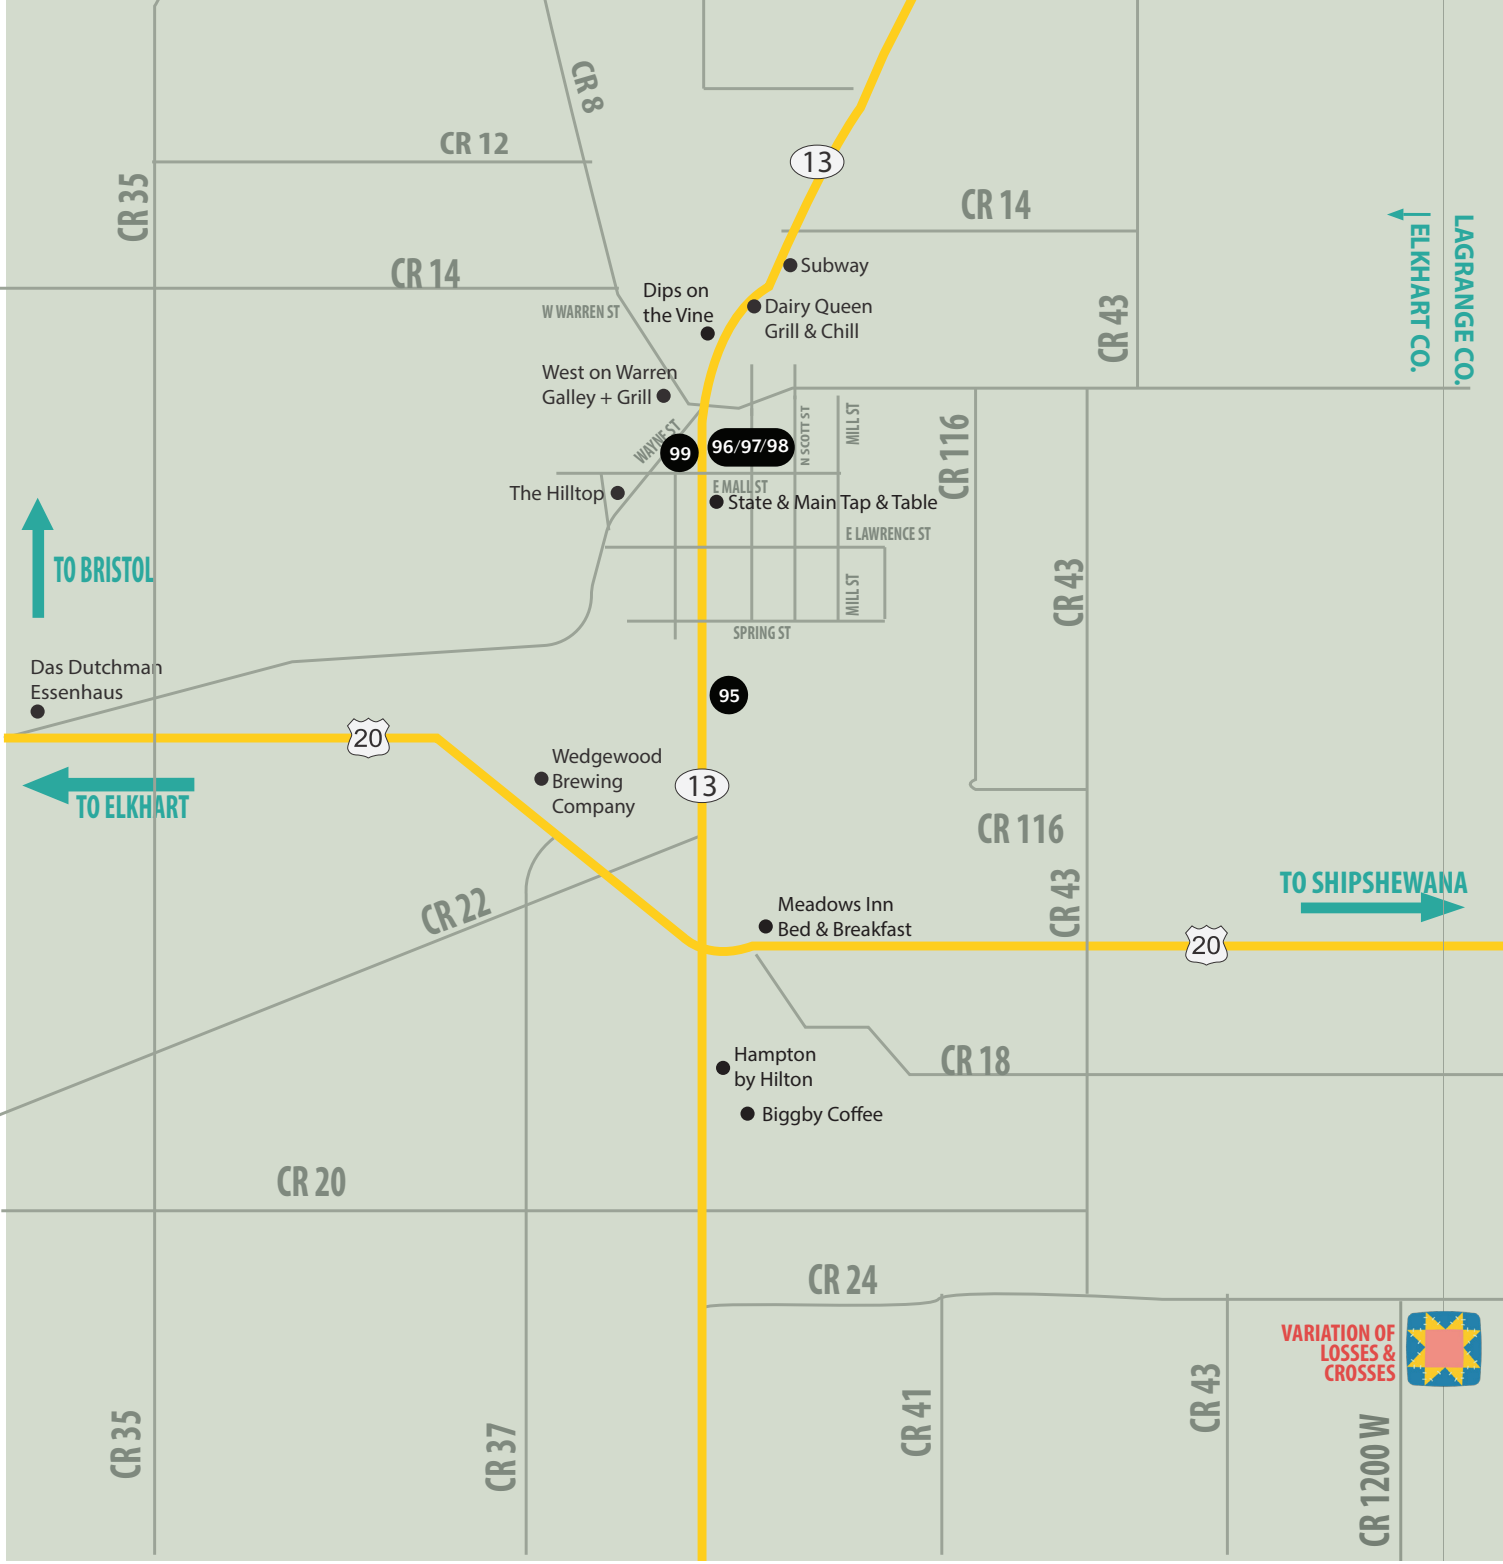 CR 8
CR 12
13
CR 35
CR 14
CR 14
ELKHART CO.
LAGRANGE CO.
Subway
Dips on
the Vine
Dairy Queen
Grill & Chill
W WARREN ST
CR 43
West on Warren
Galley + Grill
WAYNE ST
99
96/97/98
N SCOTT ST
MILL ST
CR 116
The Hilltop
E MALL ST
State & Main Tap & Table
E LAWRENCE ST
TO BRISTOL
MILL ST
CR 43
SPRING ST
Das Dutchman
Essenhaus
95
20
Wedgewood
Brewing
Company
13
TO ELKHART
CR 116
CR 22
CR 43
TO SHIPSHEWANA
Meadows Inn
Bed & Breakfast
20
Hampton
by Hilton
CR 18
Biggby Coffee
CR 20
CR 24
VARIATION OF
LOSSES &
CROSSES
CR 35
CR 37
CR 41
CR 43
CR 1200 W